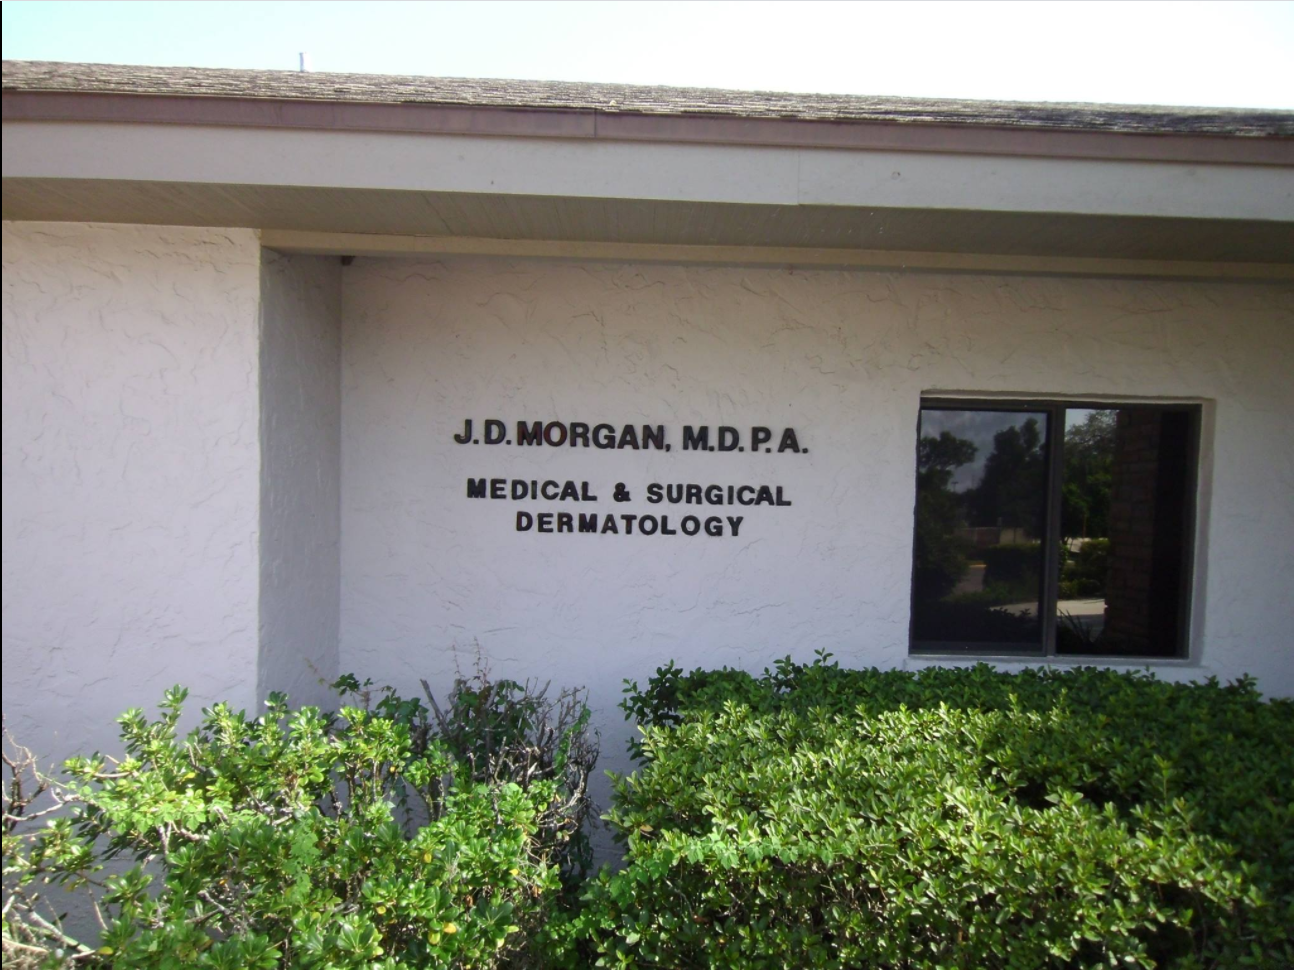 J.D. MORGAN, M.D. P.A.
MEDICAL & SURGICAL
DERMATOLOGY